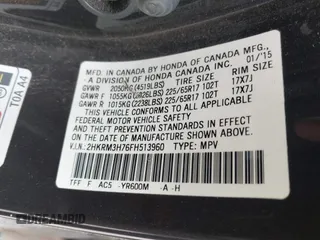 MFD. IN CANADA BY HONDA OF CANADA MFG.,
A DIVISION OF HONDA CANADA INC. 01/15
GVWR 2050KG (4519LBS) TIRE SIZE RIM SIZE
GAWR F 1055KG (2326LBS) 225/65R17 102T 17X7J
GAWR R 1015KG (2238LBS) 225/65R17 102T 17X7J
THIS VEHICLE CONFORMS TO ALL APPLICABLE
FEDERAL MOTOR VEHICLE SAFETY AND THEFT
PREVENTION STANDARDS IN EFFECT
ON THE DATE OF MANUFACTURE SHOWN ABOVE.
V.I.N: 2HKRM3H76FH513960 TYPE: MPV
AC5 -YR600M -A -H
T0A A4
DREAMBID